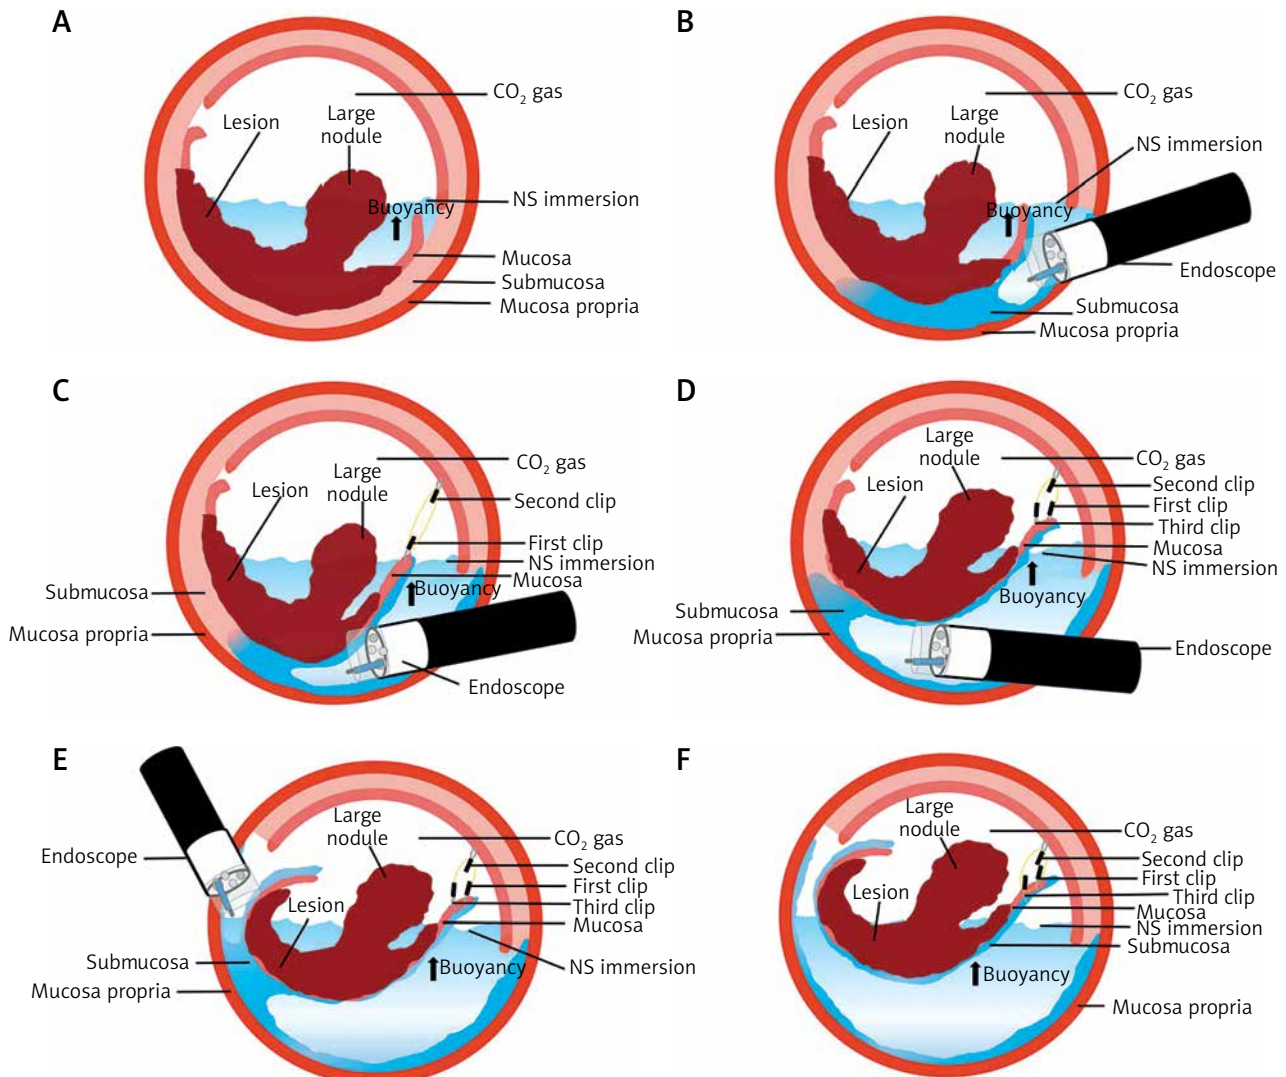 A
CO₂ gas
Large
nodule
Lesion
Buoyancy
NS immersion
Mucosa
Submucosa
Mucosa propria
B
CO₂ gas
Large
nodule
Lesion
NS immersion
Buoyancy
Endoscope
Submucosa
Mucosa propria
C
CO₂ gas
Large
nodule
Lesion
Second clip
First clip
NS immersion
Mucosa
Buoyancy
Submucosa
Mucosa propria
Endoscope
D
Large
nodule
CO₂ gas
Lesion
Second clip
First clip
Third clip
Mucosa
NS immersion
Buoyancy
Submucosa
Mucosa propria
Endoscope
E
Large
nodule
CO₂ gas
Endoscope
Second clip
First clip
Third clip
Lesion
Mucosa
Submucosa
Buoyancy
NS immersion
Mucosa propria
F
Large
nodule
CO₂ gas
Second clip
First clip
Lesion
Third clip
Mucosa
NS immersion
Submucosa
Buoyancy
Mucosa propria